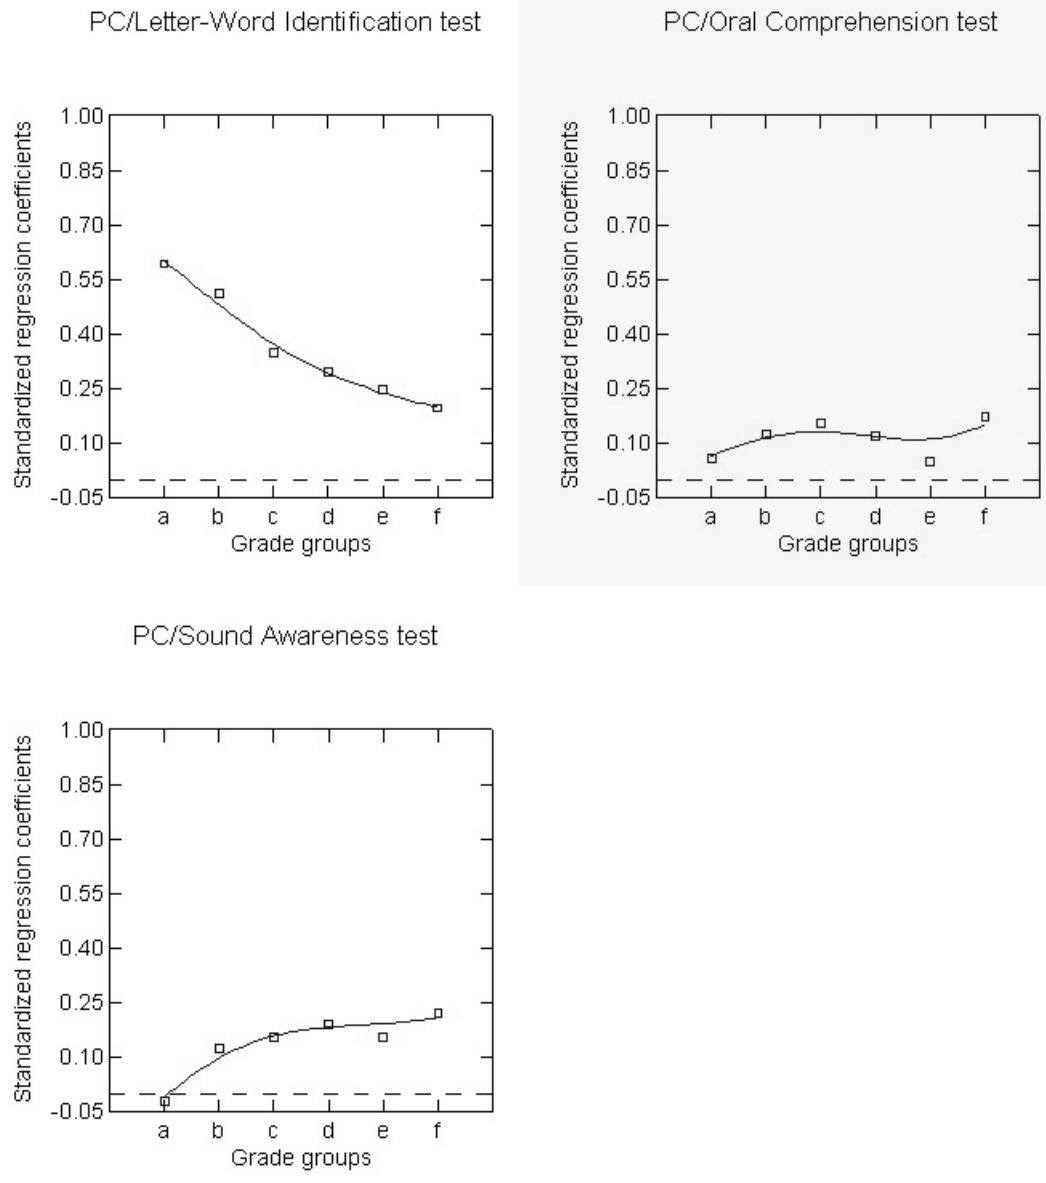 PC/Letter-Word Identification test
Standardized regression coefficients
1.00
0.85
0.70
0.55
0.40
0.25
0.10
-0.05
a b c d e f
Grade groups
PC/Oral Comprehension test
Standardized regression coefficients
1.00
0.85
0.70
0.55
0.40
0.25
0.10
-0.05
a b c d e f
Grade groups
PC/Sound Awareness test
Standardized regression coefficients
1.00
0.85
0.70
0.55
0.40
0.25
0.10
-0.05
a b c d e f
Grade groups